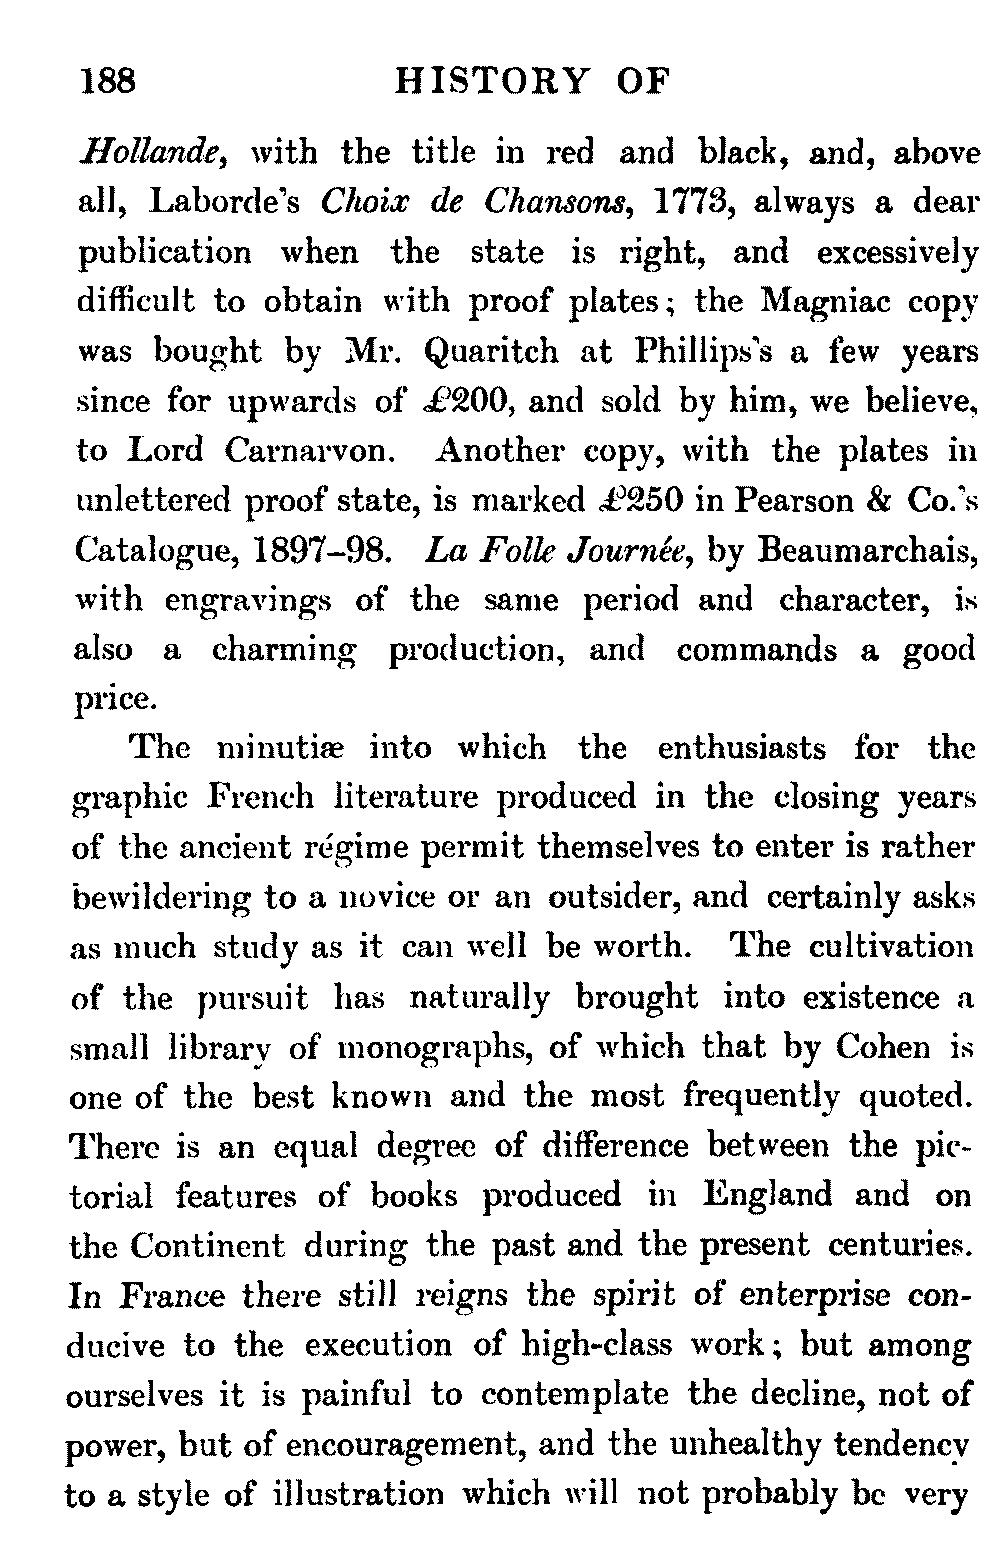 188 HISTORY OF
Hollande, with the title in red and black, and, above
all, Laborde's Choix de Chansons, 1773, always a dear
publication when the state is right, and excessively
difficult to obtain with proof plates; the Magniac copy
was bought by Mr. Quaritch at Phillips's a few years
since for upwards of £200, and sold by him, we believe,
to Lord Carnarvon. Another copy, with the plates in
unlettered proof state, is marked £250 in Pearson & Co.'s
Catalogue, 1897–98. La Folle Journée, by Beaumarchais,
with engravings of the same period and character, is
also a charming production, and commands a good
price.
The minutiæ into which the enthusiasts for the
graphic French literature produced in the closing years
of the ancient régime permit themselves to enter is rather
bewildering to a novice or an outsider, and certainly asks
as much study as it can well be worth. The cultivation
of the pursuit has naturally brought into existence a
small library of monographs, of which that by Cohen is
one of the best known and the most frequently quoted.
There is an equal degree of difference between the pic-
torial features of books produced in England and on
the Continent during the past and the present centuries.
In France there still reigns the spirit of enterprise con-
ducive to the execution of high-class work; but among
ourselves it is painful to contemplate the decline, not of
power, but of encouragement, and the unhealthy tendency
to a style of illustration which will not probably be very